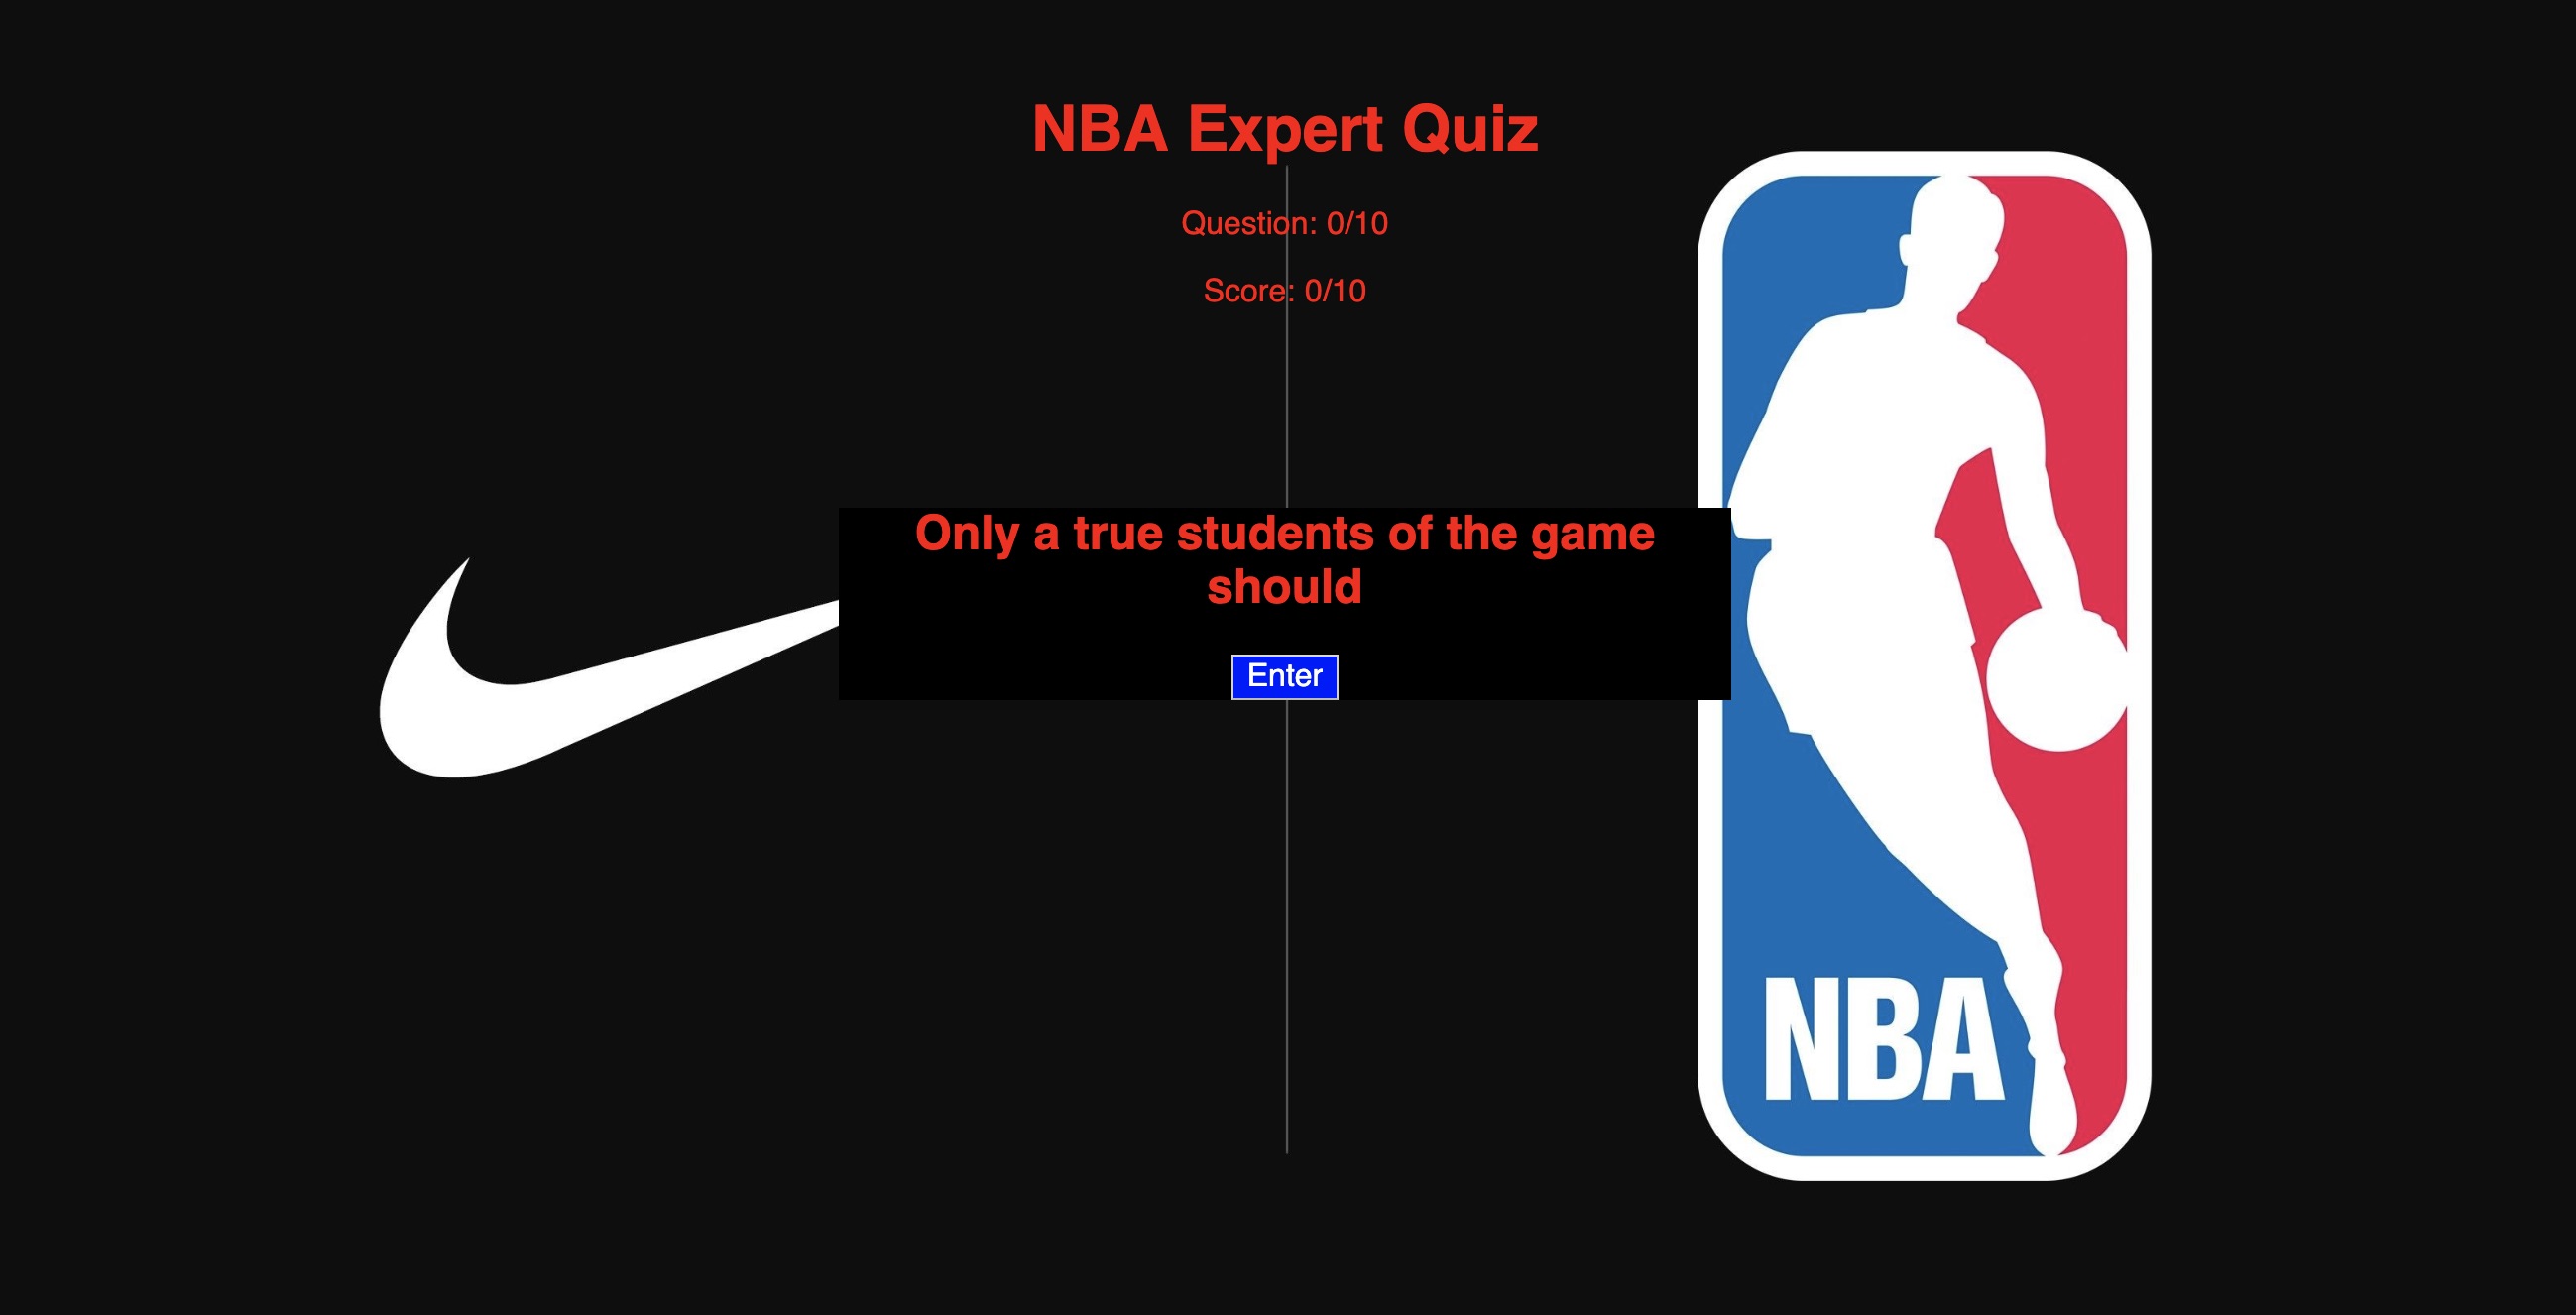 NBA Expert Quiz
Question: 0/10
Score: 0/10
Only a true students of the game
should
Enter
NBA